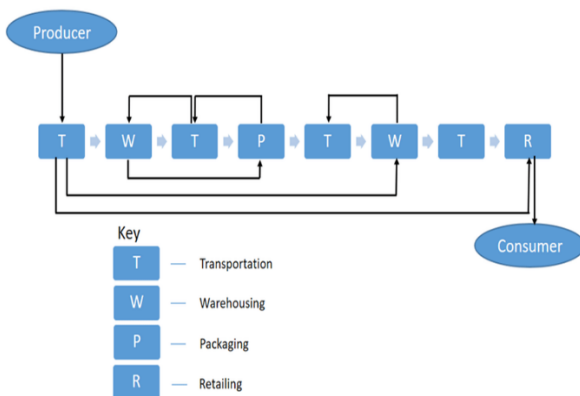 Producer
T W T P T W T R
Consumer
Key
T — Transportation
W — Warehousing
P — Packaging
R — Retailing